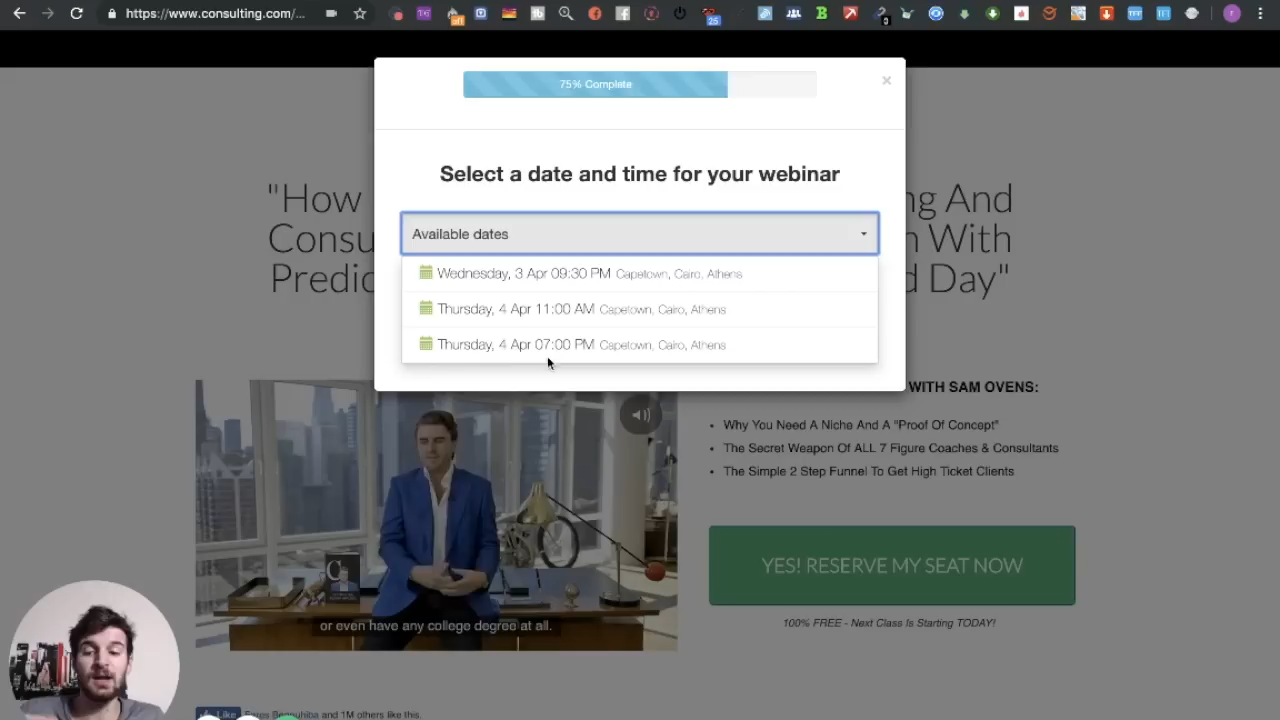 https://www.consulting.com/...
off
25
75% Complete
×
Select a date and time for your webinar
Available dates
Wednesday, 3 Apr 09:30 PM Capetown, Cairo, Athens
Thursday, 4 Apr 11:00 AM Capetown, Cairo, Athens
Thursday, 4 Apr 07:00 PM Capetown, Cairo, Athens
"How
ng And
Consu
With
Predic
d Day"
WITH SAM OVENS:
• Why You Need A Niche And A "Proof Of Concept"
• The Secret Weapon Of ALL 7 Figure Coaches & Consultants
• The Simple 2 Step Funnel To Get High Ticket Clients
YES! RESERVE MY SEAT NOW
100% FREE - Next Class Is Starting TODAY!
or even have any college degree at all.
Like
and 1M others like this.